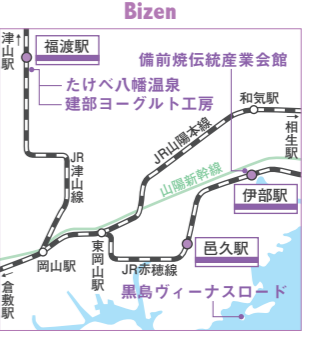 Bizen
津山駅
福渡駅
たけべ八幡温泉
建部ヨーグルト工房
備前焼伝統産業会館
和気駅
相生駅
JR山陽本線
JR津山線
山陽新幹線
伊部駅
邑久駅
岡山駅
東岡山駅
JR赤穂線
倉敷駅
黒島ヴィーナスロード